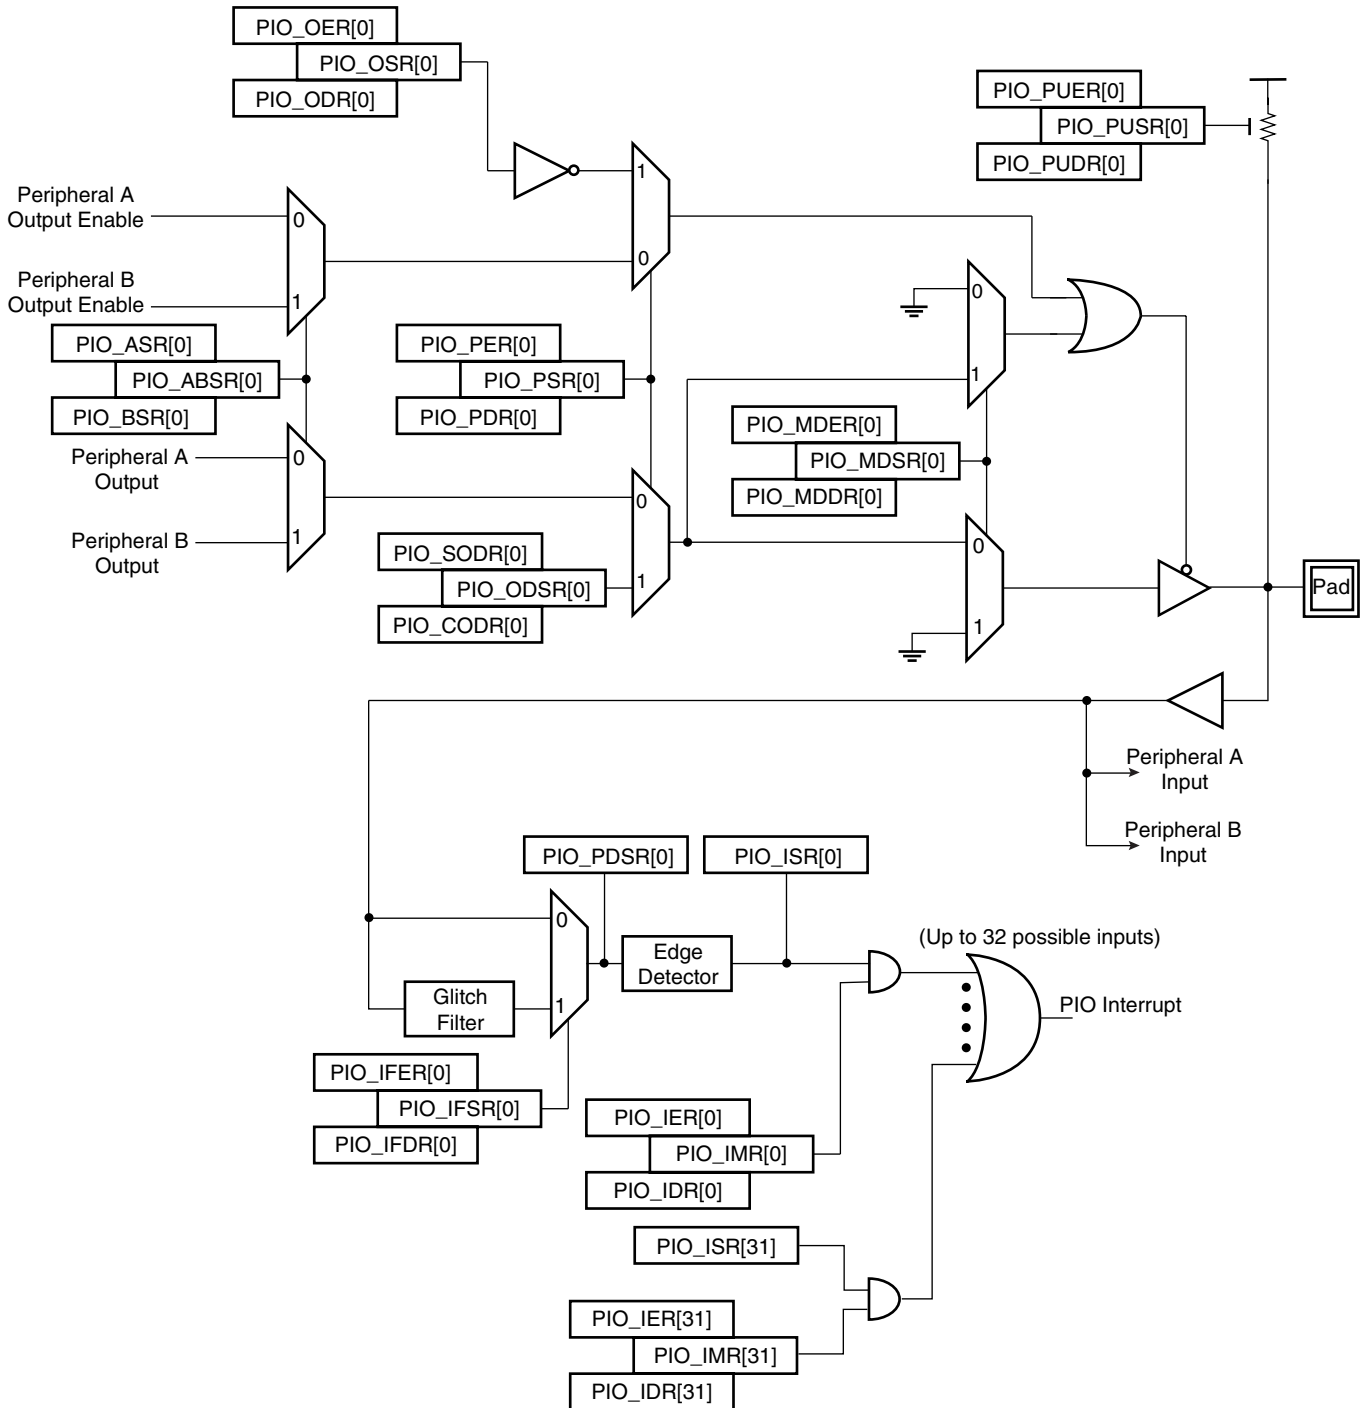 PIO_OER[0]
PIO_OSR[0]
PIO_ODR[0]
PIO_PUER[0]
PIO_PUSR[0]
PIO_PUDR[0]
1
0
Peripheral A
Output Enable
0
Peripheral B
Output Enable
1
0
1
PIO_ASR[0]
PIO_ABSR[0]
PIO_BSR[0]
PIO_PER[0]
PIO_PSR[0]
PIO_PDR[0]
PIO_MDER[0]
PIO_MDSR[0]
PIO_MDDR[0]
Peripheral A
Output
0
Peripheral B
Output
1
0
1
PIO_SODR[0]
PIO_ODSR[0]
PIO_CODR[0]
0
1
Pad
Peripheral A
Input
Peripheral B
Input
PIO_PDSR[0]
PIO_ISR[0]
0
1
Glitch
Filter
Edge
Detector
(Up to 32 possible inputs)
PIO Interrupt
PIO_IFER[0]
PIO_IFSR[0]
PIO_IFDR[0]
PIO_IER[0]
PIO_IMR[0]
PIO_IDR[0]
PIO_ISR[31]
PIO_IER[31]
PIO_IMR[31]
PIO_IDR[31]